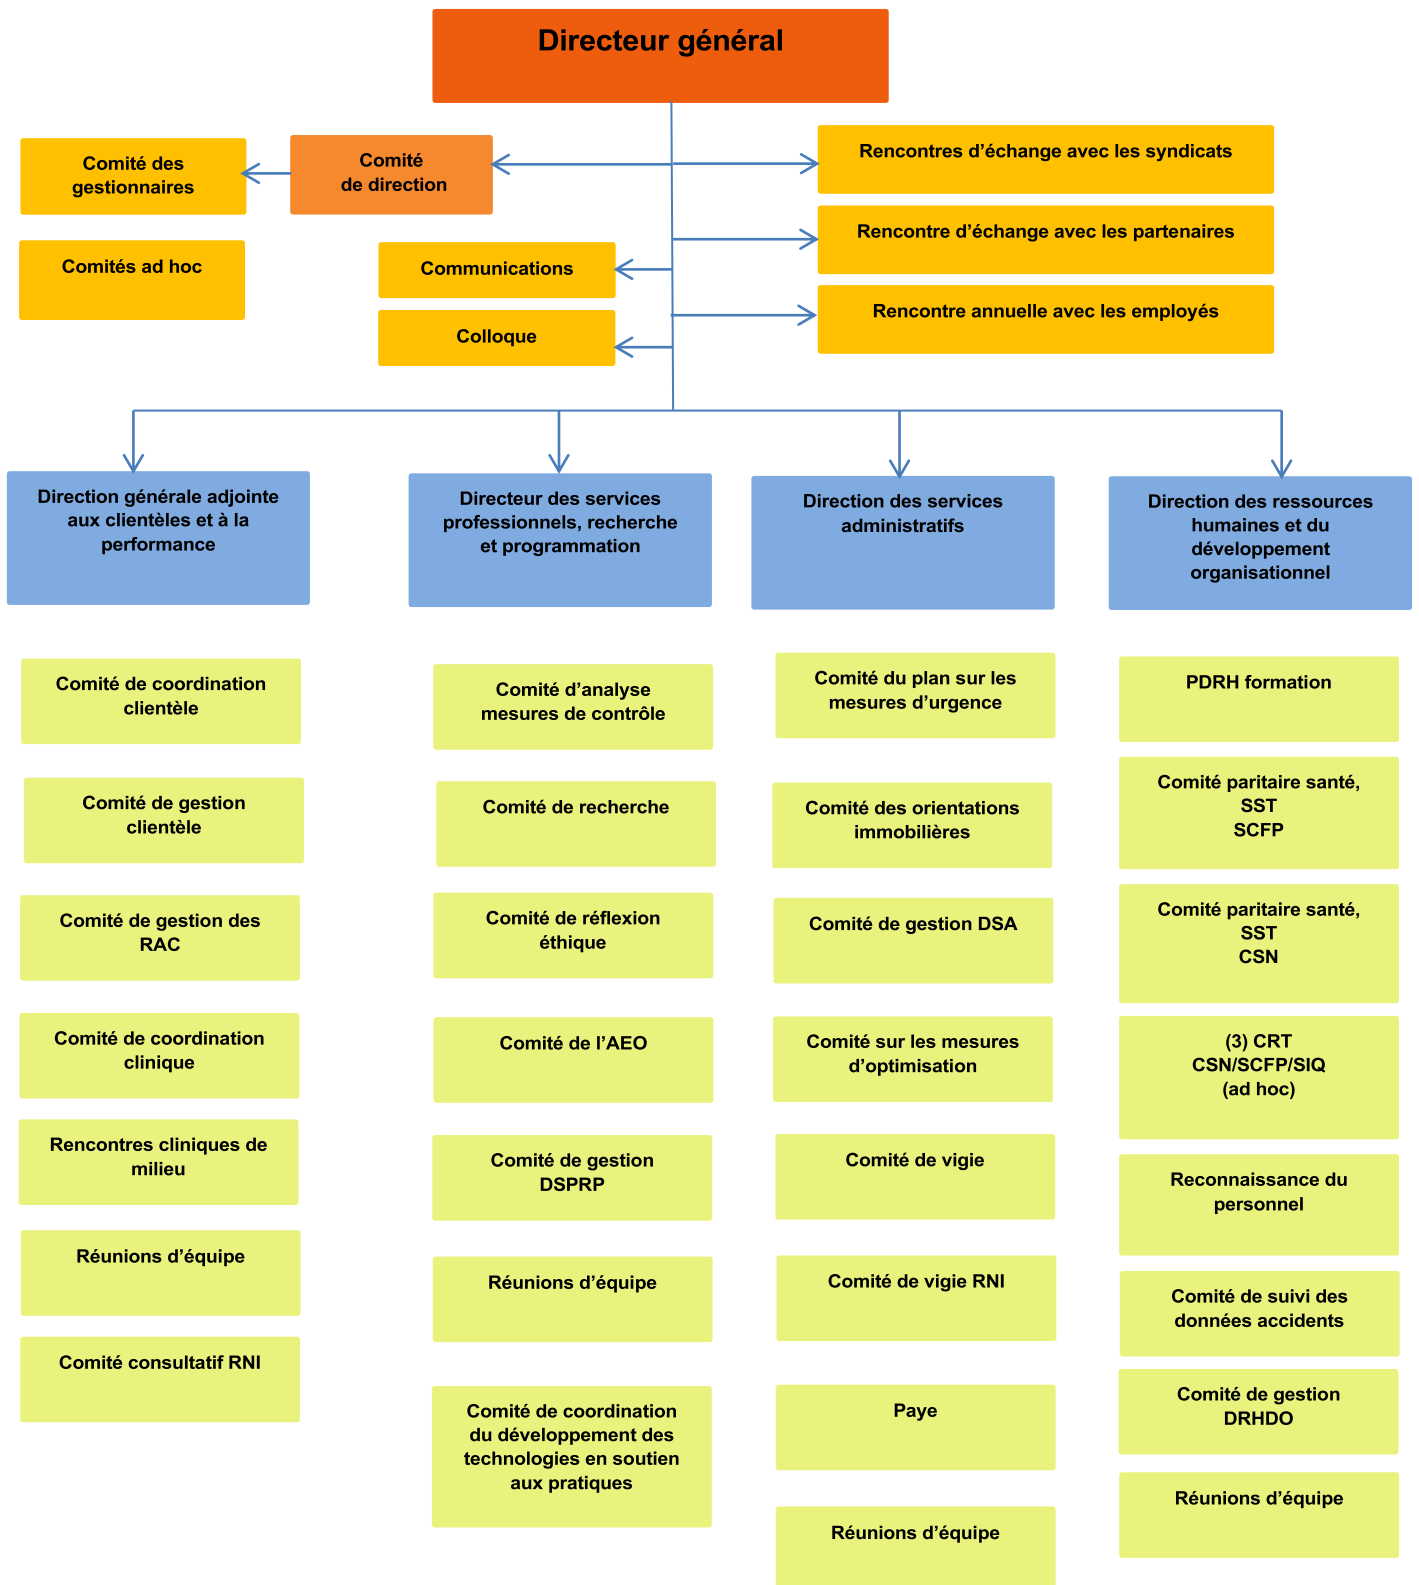 Directeur général
Comité des
gestionnaires
Comité
de direction
Rencontres d’échange avec les syndicats
Comités ad hoc
Communications
Rencontre d’échange avec les partenaires
Colloque
Rencontre annuelle avec les employés
Direction générale adjointe
aux clientèles et à la
performance
Directeur des services
professionnels, recherche
et programmation
Direction des services
administratifs
Direction des ressources
humaines et du
développement
organisationnel
Comité de coordination
clientèle
Comité de gestion
clientèle
Comité de gestion des
RAC
Comité de coordination
clinique
Rencontres cliniques de
milieu
Réunions d’équipe
Comité consultatif RNI
Comité d’analyse
mesures de contrôle
Comité de recherche
Comité de réflexion
éthique
Comité de l’AEO
Comité de gestion
DSPRP
Réunions d’équipe
Comité de coordination
du développement des
technologies en soutien
aux pratiques
Comité du plan sur les
mesures d’urgence
Comité des orientations
immobilières
Comité de gestion DSA
Comité sur les mesures
d’optimisation
Comité de vigie
Comité de vigie RNI
Paye
Réunions d’équipe
PDRH formation
Comité paritaire santé,
SST
SCFP
Comité paritaire santé,
SST
CSN
(3) CRT
CSN/SCFP/SIQ
(ad hoc)
Reconnaissance du
personnel
Comité de suivi des
données accidents
Comité de gestion
DRHDO
Réunions d’équipe